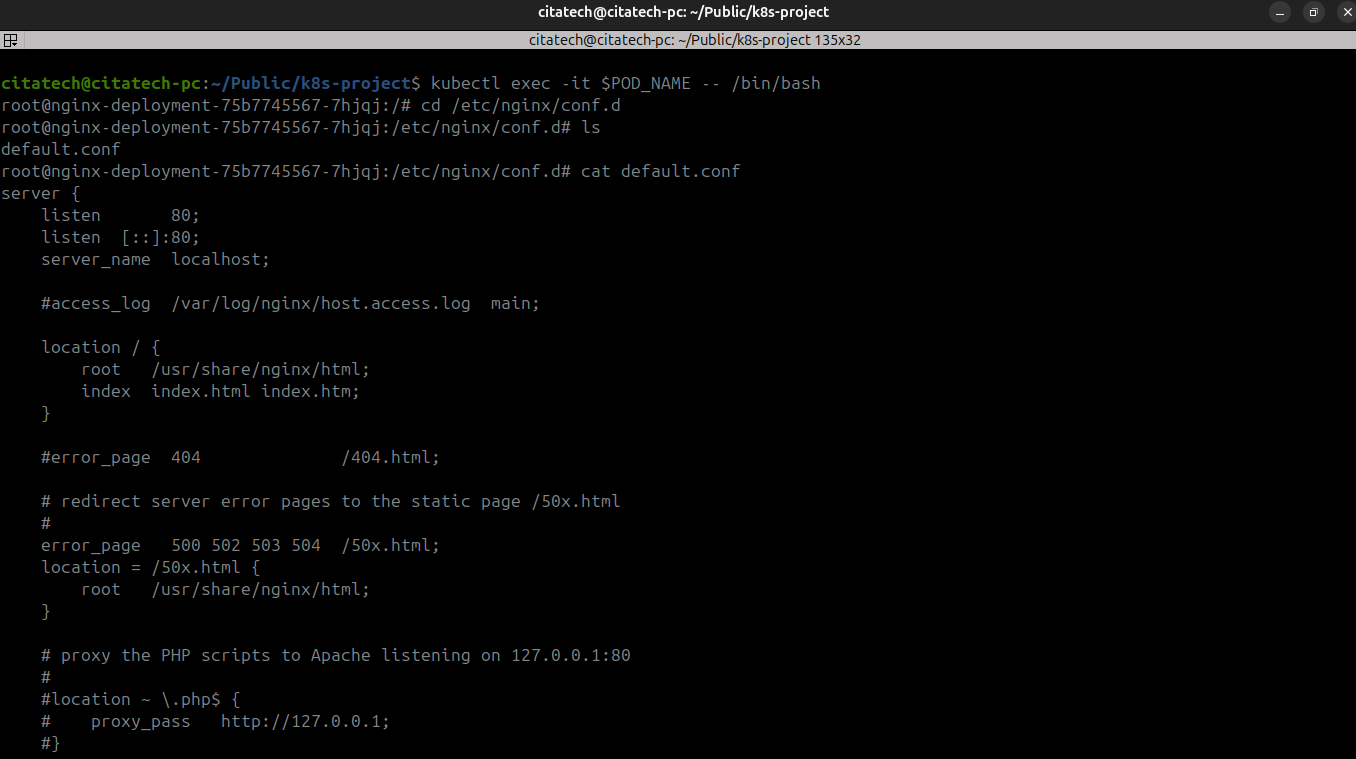 citatech@citatech-pc: ~/Public/k8s-project
citatech@citatech-pc: ~/Public/k8s-project 135x32
citatech@citatech-pc:~/Public/k8s-project$ kubectl exec -it $POD_NAME -- /bin/bash
root@nginx-deployment-75b7745567-7hjqj:/# cd /etc/nginx/conf.d
root@nginx-deployment-75b7745567-7hjqj:/etc/nginx/conf.d# ls
default.conf
root@nginx-deployment-75b7745567-7hjqj:/etc/nginx/conf.d# cat default.conf
server {
    listen       80;
    listen  [::]:80;
    server_name  localhost;

    #access_log  /var/log/nginx/host.access.log  main;

    location / {
        root   /usr/share/nginx/html;
        index  index.html index.htm;
    }

    #error_page  404              /404.html;

    # redirect server error pages to the static page /50x.html
    #
    error_page   500 502 503 504  /50x.html;
    location = /50x.html {
        root   /usr/share/nginx/html;
    }

    # proxy the PHP scripts to Apache listening on 127.0.0.1:80
    #
    #location ~ \.php$ {
    #    proxy_pass   http://127.0.0.1;
    #}